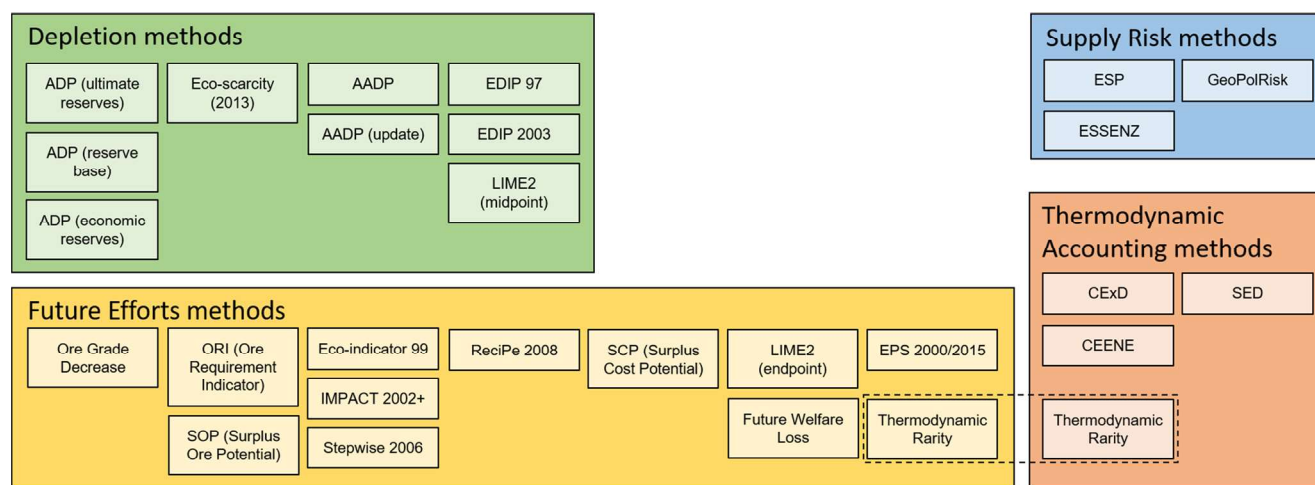 Depletion methods
ADP (ultimate
reserves)
Eco-scarcity
(2013)
AADP
EDIP 97
AADP (update)
EDIP 2003
ADP (reserve
base)
LIME2
(midpoint)
ADP (economic
reserves)
Supply Risk methods
ESP
GeoPolRisk
ESSENZ
Future Efforts methods
Ore Grade
Decrease
ORI (Ore
Requirement
Indicator)
Eco-indicator 99
ReciPe 2008
SCP (Surplus
Cost Potential)
LIME2
(endpoint)
EPS 2000/2015
IMPACT 2002+
SOP (Surplus
Ore Potential)
Stepwise 2006
Future Welfare
Loss
Thermodynamic
Rarity
Thermodynamic
Accounting methods
CExD
SED
CEENE
Thermodynamic
Rarity